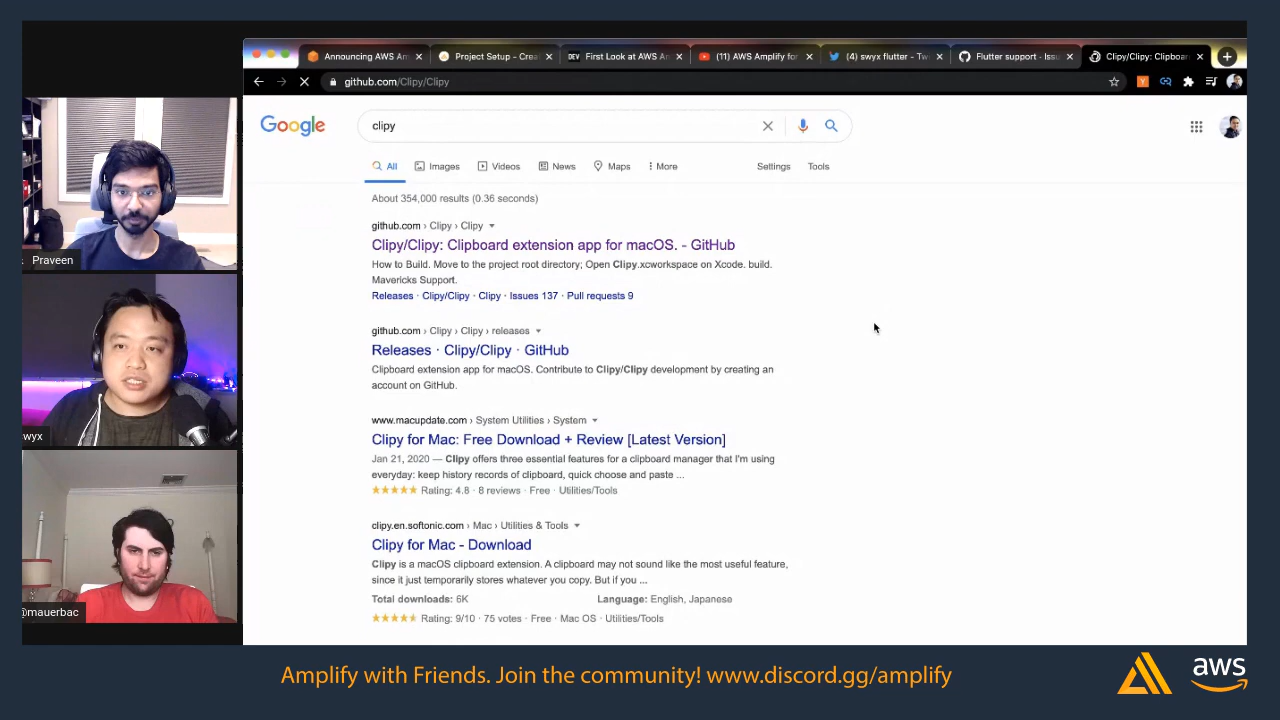 Announcing AWS Am
Project Setup - Crea
DEV First Look at AWS A
(11) AWS Amplify for
(4) swyx flutter - Tw
Flutter support - Issu
Clipy/Clipy: Clipboar
github.com/Clipy/Clipy
Google
clipy
All
Images
Videos
News
Maps
More
Settings
Tools
About 354,000 results (0.36 seconds)
github.com › Clipy › Clipy
Clipy/Clipy: Clipboard extension app for macOS. - GitHub
How to Build. Move to the project root directory; Open Clipy.xcworkspace on Xcode. build.
Mavericks Support.
Releases · Clipy/Clipy · Clipy · Issues 137 · Pull requests 9
github.com › Clipy › Clipy › releases
Releases · Clipy/Clipy · GitHub
Clipboard extension app for macOS. Contribute to Clipy/Clipy development by creating an
account on GitHub.
www.macupdate.com › System Utilities › System
Clipy for Mac: Free Download + Review [Latest Version]
Jan 21, 2020 — Clipy offers three essential features for a clipboard manager that I'm using
everyday: keep history records of clipboard, quick choose and paste ...
Rating: 4.8 · 8 reviews · Free · Utilities/Tools
clipy.en.softonic.com › Mac › Utilities & Tools
Clipy for Mac - Download
Clipy is a macOS clipboard extension. A clipboard may not sound like the most useful feature,
since it just temporarily stores whatever you copy. But if you ...
Total downloads: 6K
Language: English, Japanese
Rating: 9/10 · 75 votes · Free · Mac OS · Utilities/Tools
Praveen
wyx
@mauerbac
Amplify with Friends. Join the community! www.discord.gg/amplify
aws